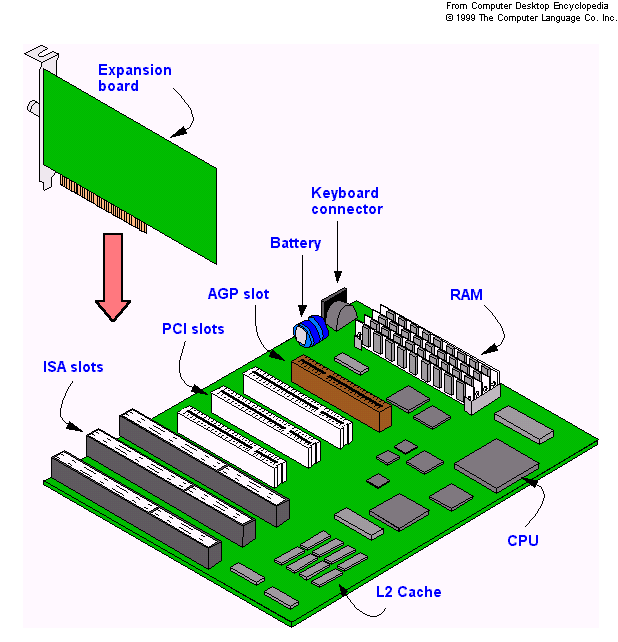 From Computer Desktop Encyclopedia
© 1999 The Computer Language Co. Inc.
Expansion
board
Keyboard
connector
Battery
AGP slot
RAM
PCI slots
ISA slots
CPU
L2 Cache